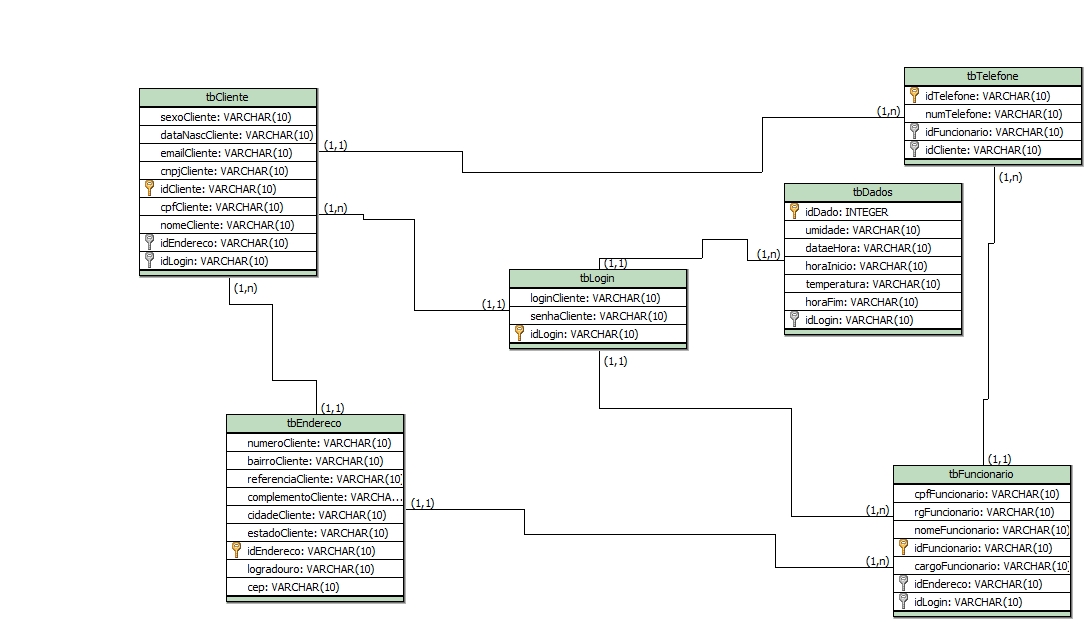 tbCliente
sexoCliente: VARCHAR(10)
dataNascCliente: VARCHAR(10)
emailCliente: VARCHAR(10)
cnpjCliente: VARCHAR(10)
idCliente: VARCHAR(10)
cpfCliente: VARCHAR(10)
nomeCliente: VARCHAR(10)
idEndereco: VARCHAR(10)
idLogin: VARCHAR(10)
(1,1)
(1,n)
(1,n)
(1,n)
tbTelefone
idTelefone: VARCHAR(10)
numTelefone: VARCHAR(10)
idFuncionario: VARCHAR(10)
idCliente: VARCHAR(10)
(1,n)
tbDados
idDado: INTEGER
umidade: VARCHAR(10)
dataeHora: VARCHAR(10)
horaInicio: VARCHAR(10)
temperatura: VARCHAR(10)
horaFim: VARCHAR(10)
idLogin: VARCHAR(10)
(1,n)
(1,1)
tbLogin
loginCliente: VARCHAR(10)
senhaCliente: VARCHAR(10)
idLogin: VARCHAR(10)
(1,1)
(1,1)
(1,1)
tbEndereco
numeroCliente: VARCHAR(10)
bairroCliente: VARCHAR(10)
referenciaCliente: VARCHAR(10)
complementoCliente: VARCHA...
cidadeCliente: VARCHAR(10)
estadoCliente: VARCHAR(10)
idEndereco: VARCHAR(10)
logradouro: VARCHAR(10)
cep: VARCHAR(10)
(1,1)
(1,1)
tbFuncionario
cpfFuncionario: VARCHAR(10)
rgFuncionario: VARCHAR(10)
nomeFuncionario: VARCHAR(10)
idFuncionario: VARCHAR(10)
cargoFuncionario: VARCHAR(10)
idEndereco: VARCHAR(10)
idLogin: VARCHAR(10)
(1,n)
(1,n)